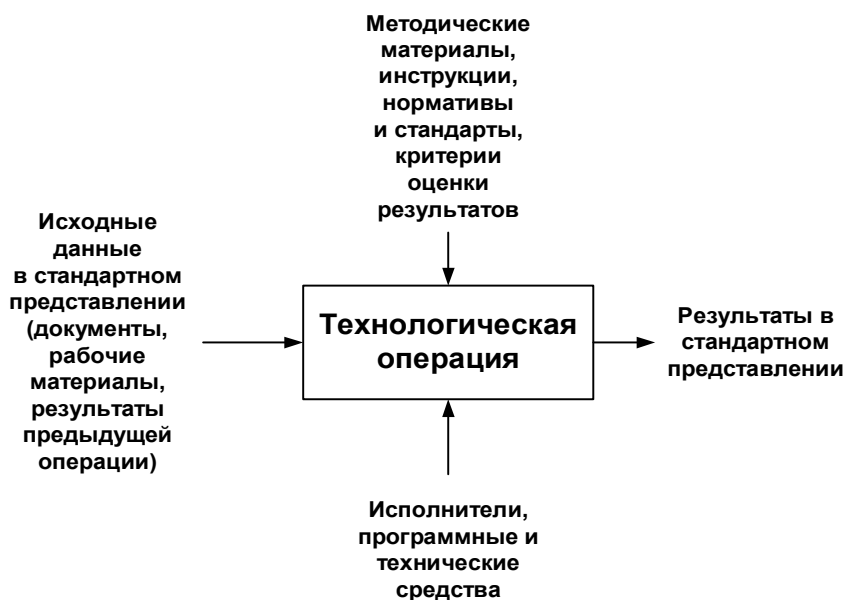 Методические
материалы,
инструкции,
нормативы
и стандарты,
критерии
оценки
результатов
Исходные
данные
в стандартном
представлении
(документы,
рабочие
материалы,
результаты
предыдущей
операции)
Технологическая
операция
Результаты в
стандартном
представлении
Исполнители,
программные и
технические
средства